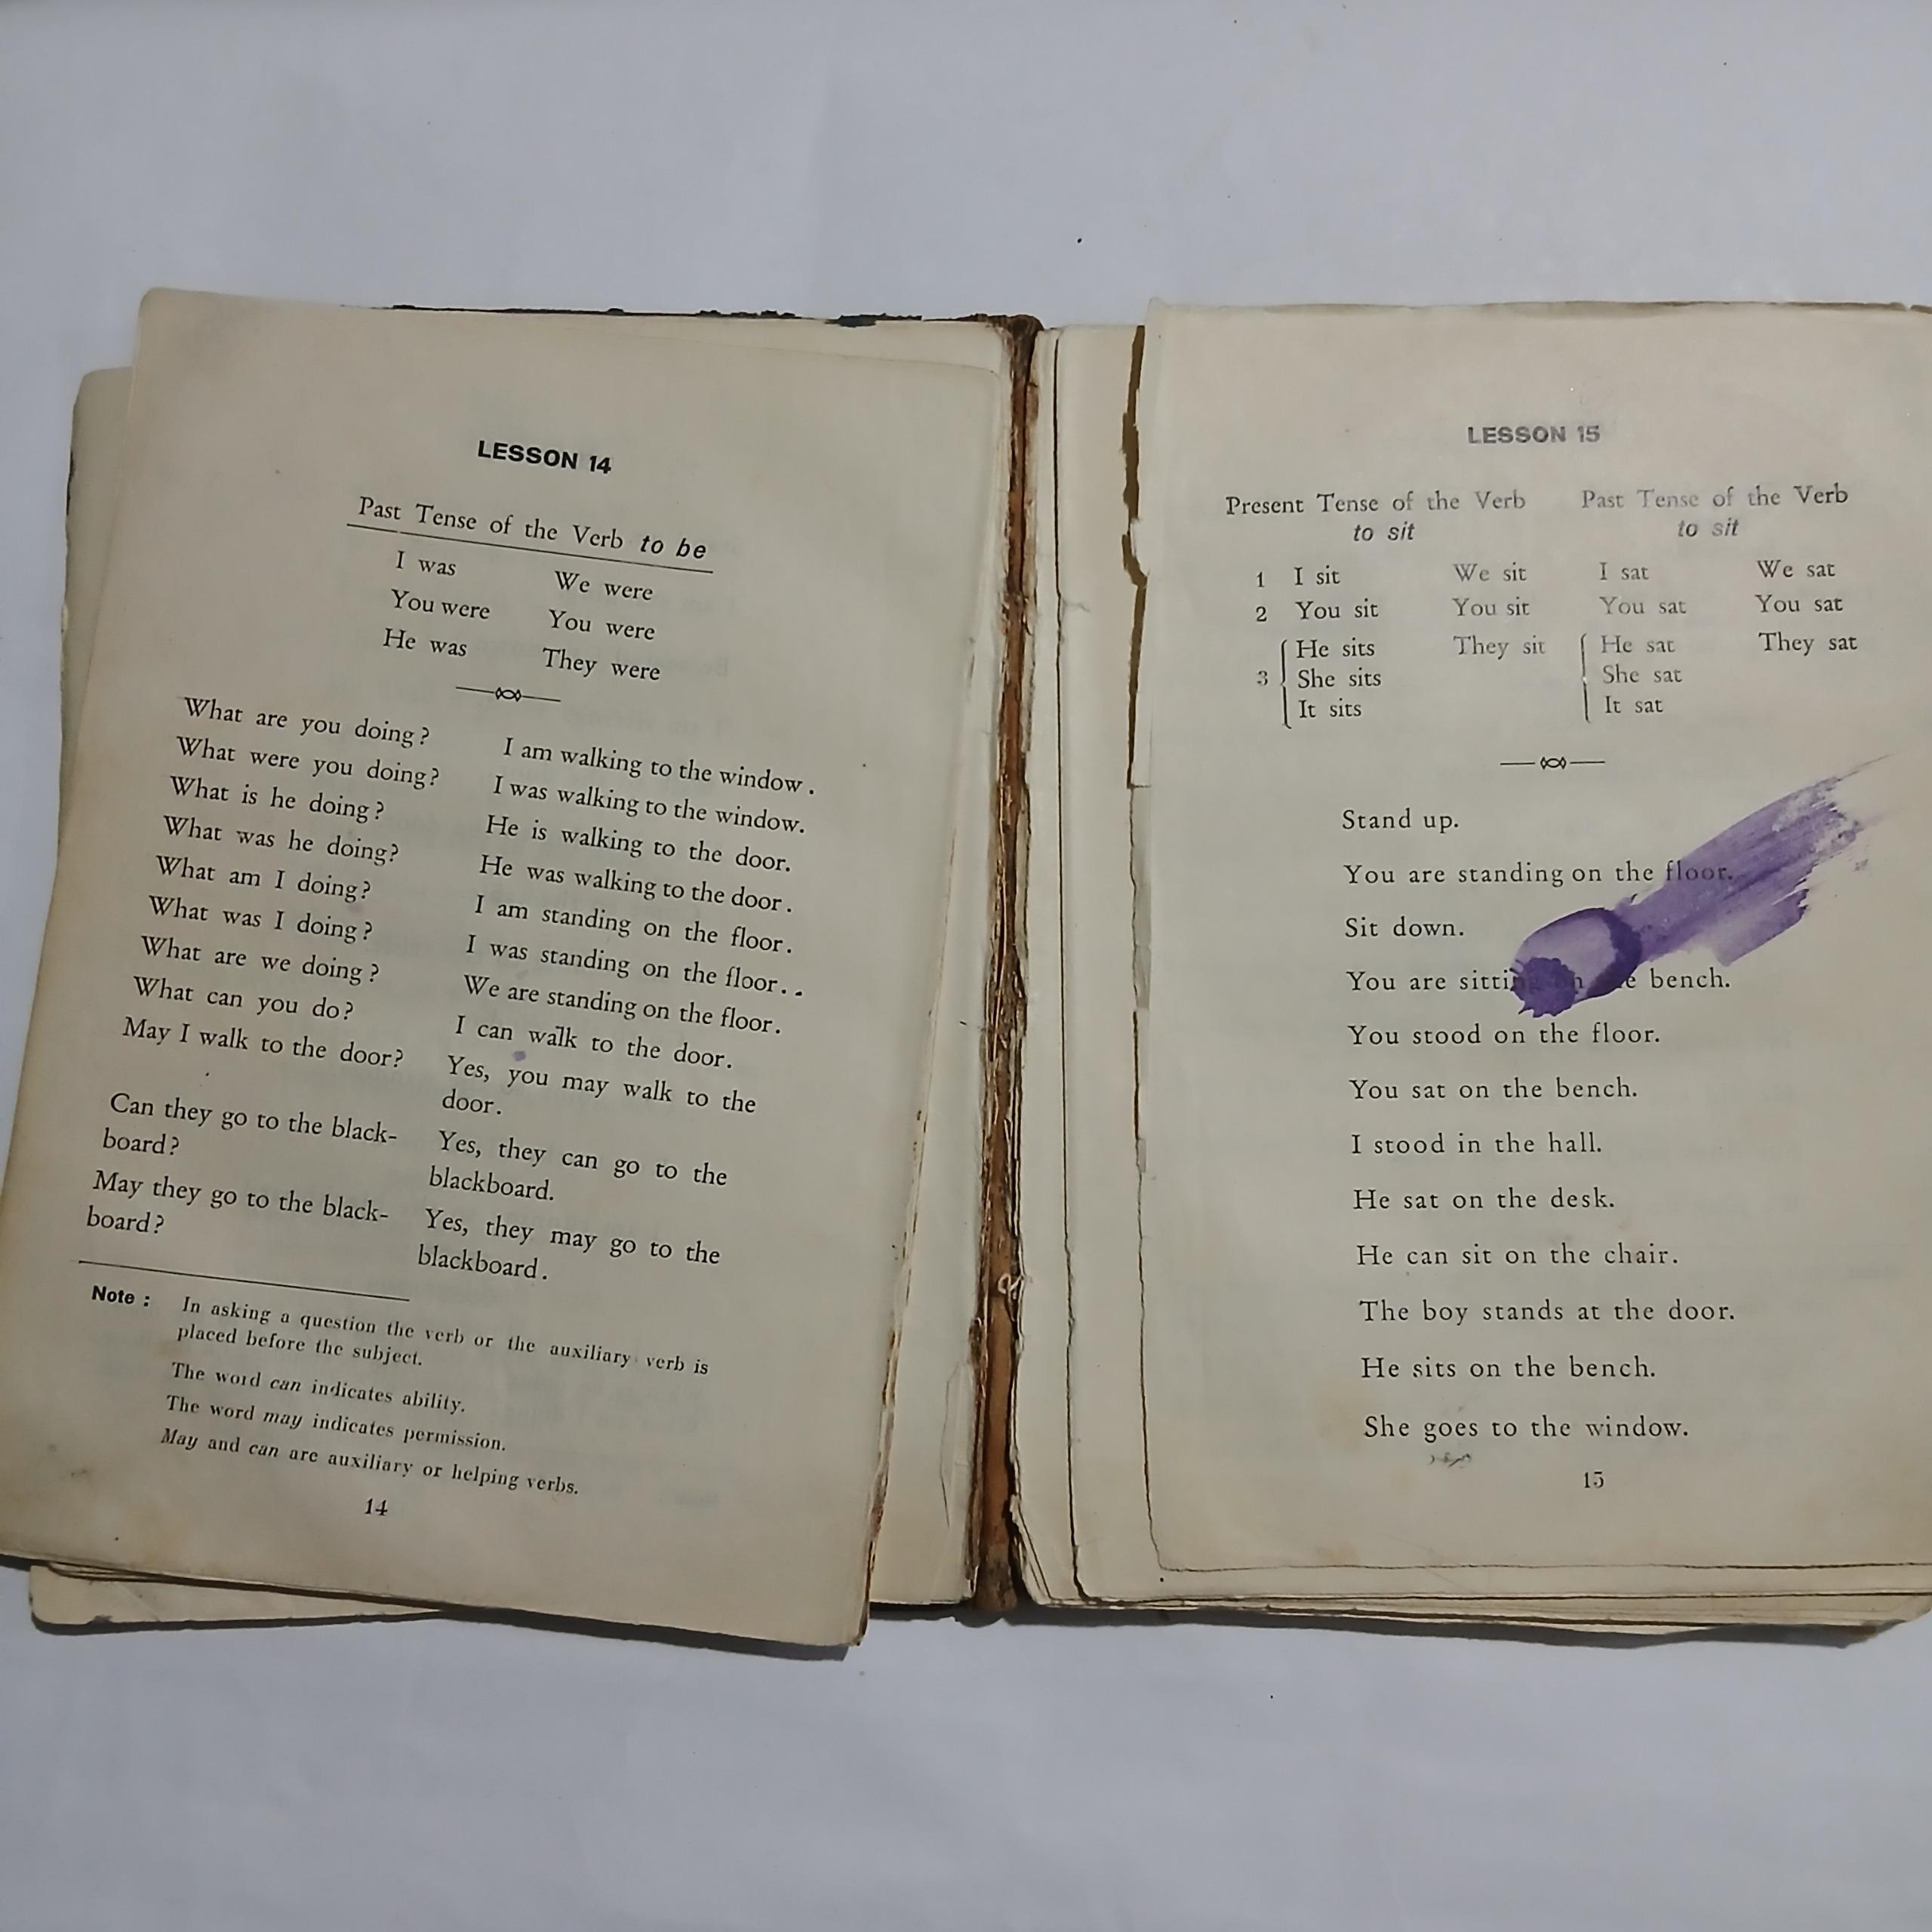 LESSON 14
Past Tense of the Verb to be
I was We were
You were You were
He was They were
What are you doing? I am walking to the window.
What were you doing? I was walking to the window.
What is he doing? He is walking to the door.
What was he doing? He was walking to the door.
What am I doing? I am standing on the floor.
What was I doing? I was standing on the floor..
What are we doing? We are standing on the floor.
What can you do? I can walk to the door.
May I walk to the door? Yes, you may walk to the
door.
Can they go to the black- Yes, they can go to the
board? blackboard.
May they go to the black- Yes, they may go to the
board? blackboard.
Note : In asking a question the verb or the auxiliary verb is
placed before the subject.
The word can indicates ability.
The word may indicates permission.
May and can are auxiliary or helping verbs.
14
LESSON 15
Present Tense of the Verb Past Tense of the Verb
to sit to sit
1 I sit We sit I sat We sat
2 You sit You sit You sat You sat
He sits They sit He sat They sat
3 She sits She sat
It sits It sat
Stand up.
You are standing on the floor.
Sit down.
You are bench.
You stood on the floor.
You sat on the bench.
I stood in the hall.
He sat on the desk.
He can sit on the chair.
The boy stands at the door.
He sits on the bench.
She goes to the window.
15